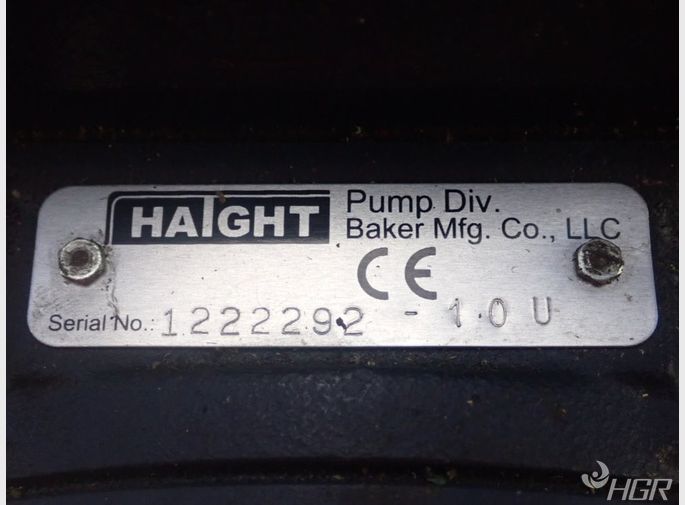 HAIGHT
Pump Div.
Baker Mfg. Co., LLC
CE
Serial No.: 1222292 - 10U
HGR